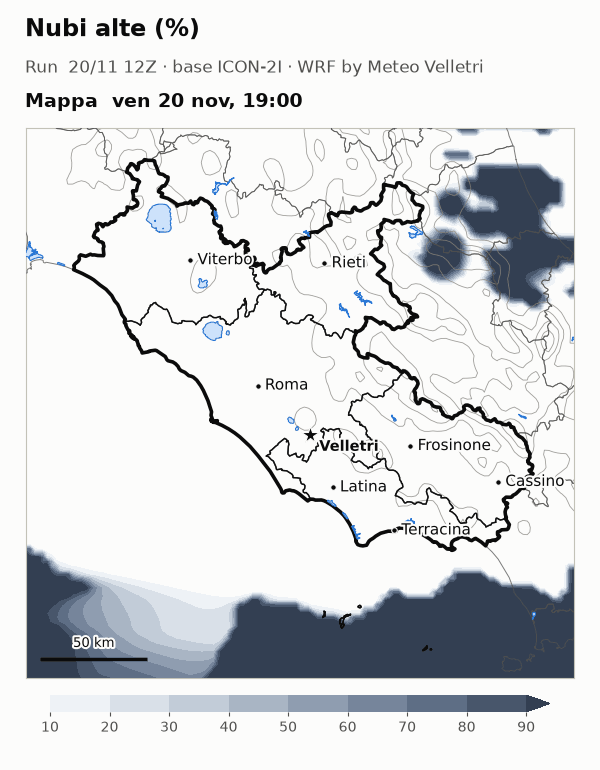 Nubi alte (%)
Run  20/11 12Z · base ICON-2I · WRF by Meteo Velletri
Mappa  ven 20 nov, 19:00
Viterbo
Rieti
Roma
Velletri
Frosinone
Latina
Cassino
Terracina
50 km
10 20 30 40 50 60 70 80 90